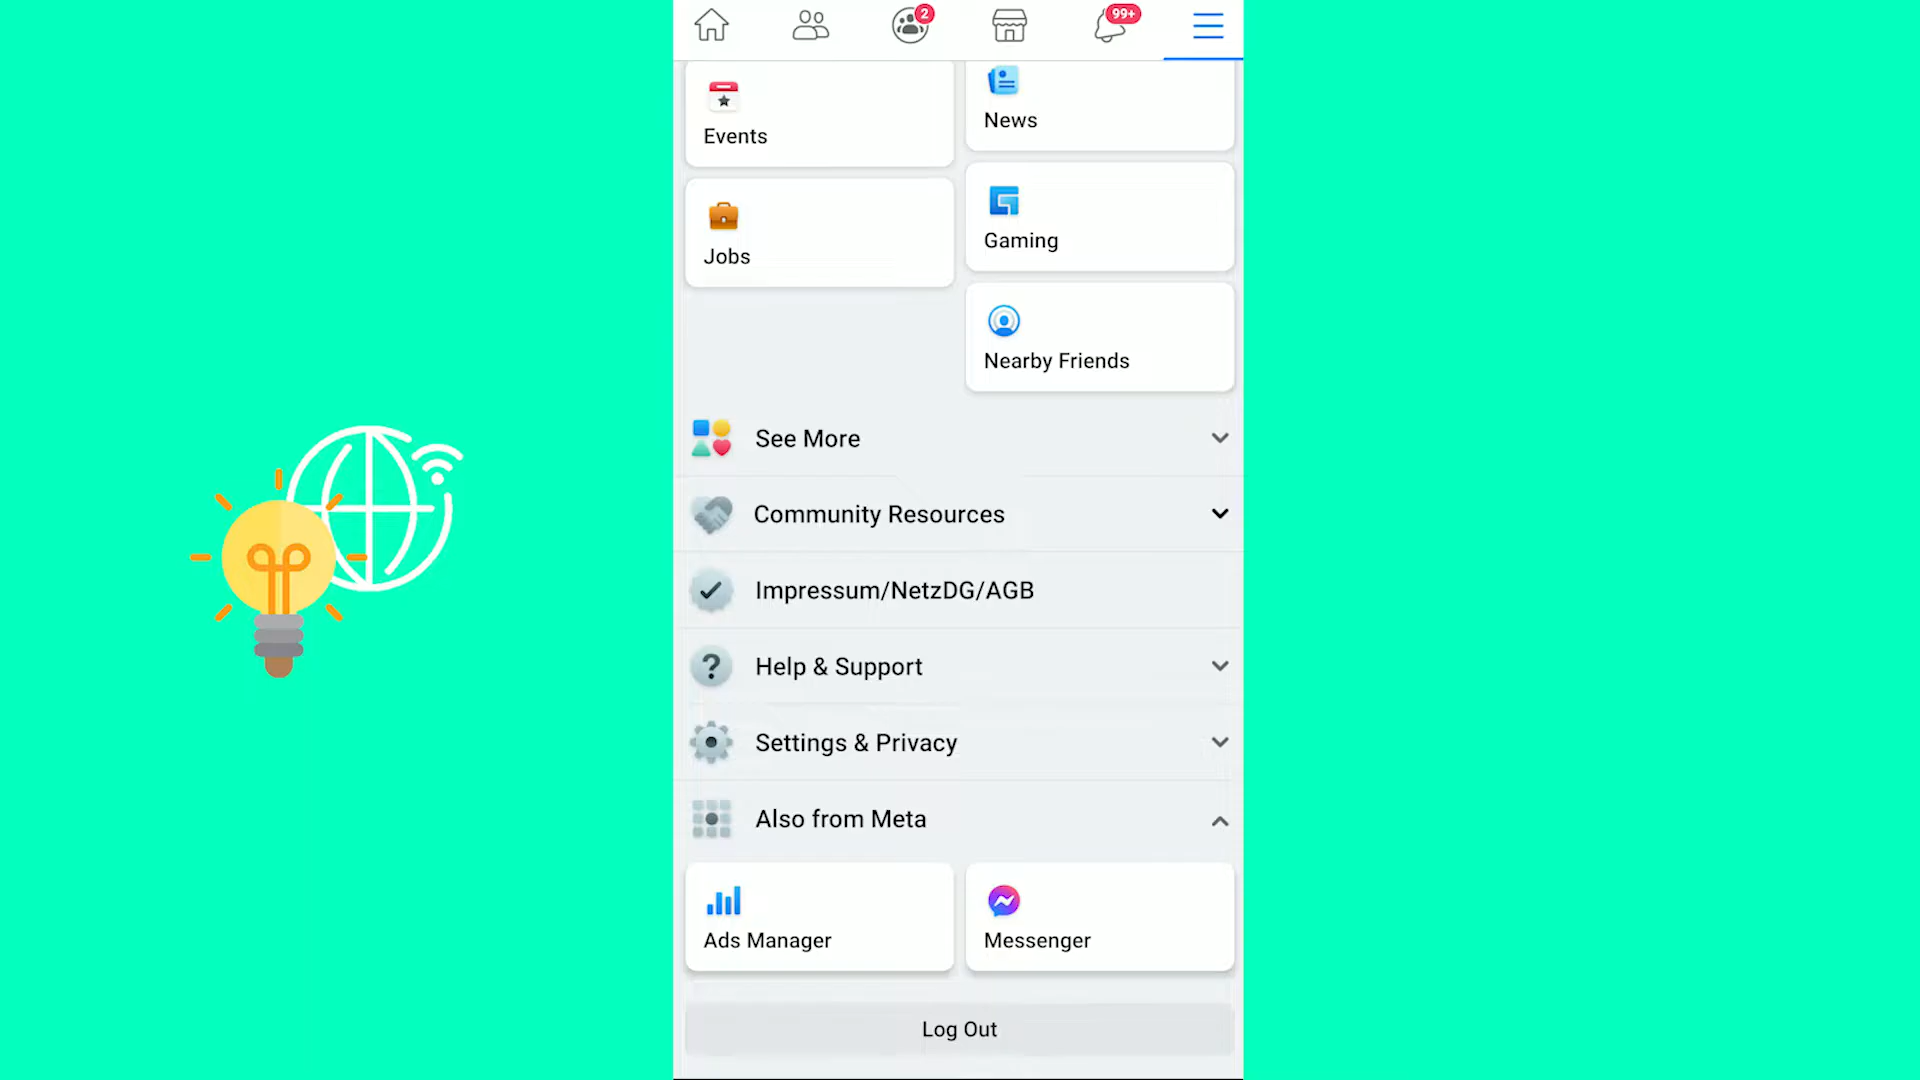 2
99+
Events
News
Jobs
Gaming
Nearby Friends
See More
Community Resources
Impressum/NetzDG/AGB
Help & Support
Settings & Privacy
Also from Meta
Ads Manager
Messenger
Log Out